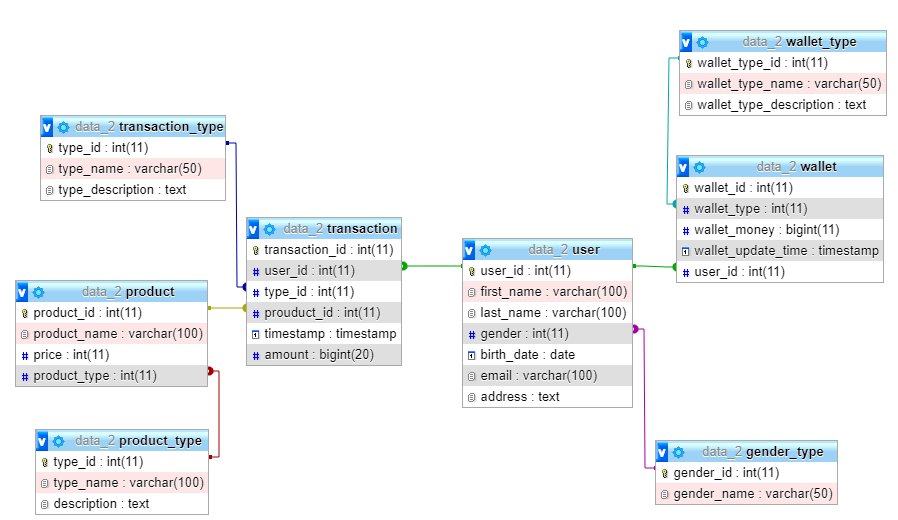 data_2 wallet_type
wallet_type_id : int(11)
wallet_type_name : varchar(50)
wallet_type_description : text
data_2 transaction_type
type_id : int(11)
type_name : varchar(50)
type_description : text
data_2 wallet
wallet_id : int(11)
wallet_type : int(11)
wallet_money : bigint(11)
wallet_update_time : timestamp
user_id : int(11)
data_2 transaction
transaction_id : int(11)
user_id : int(11)
type_id : int(11)
prouduct_id : int(11)
timestamp : timestamp
amount : bigint(20)
data_2 user
user_id : int(11)
first_name : varchar(100)
last_name : varchar(100)
gender : int(11)
birth_date : date
email : varchar(100)
address : text
data_2 product
product_id : int(11)
product_name : varchar(100)
price : int(11)
product_type : int(11)
data_2 product_type
type_id : int(11)
type_name : varchar(100)
description : text
data_2 gender_type
gender_id : int(11)
gender_name : varchar(50)